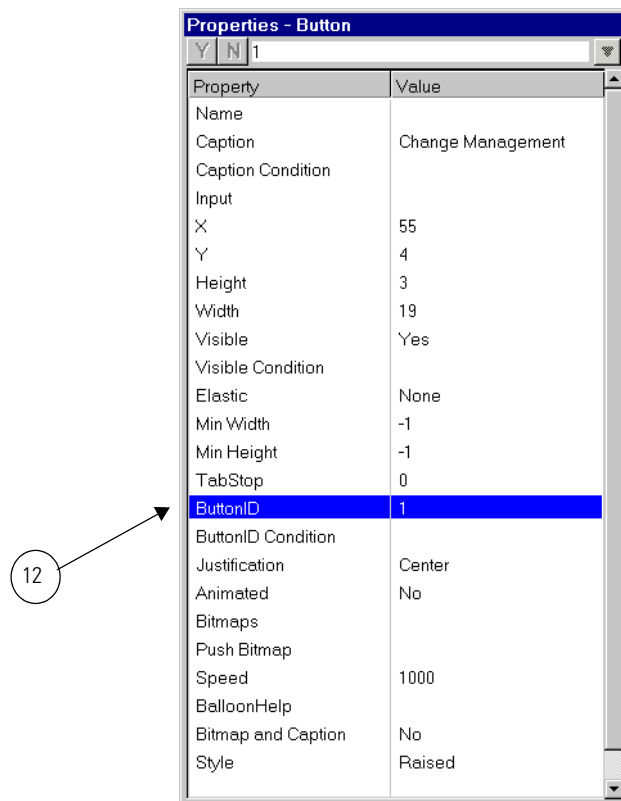 Properties - Button
Y N 1
Property Value
Name
Caption Change Management
Caption Condition
Input
X 55
Y 4
Height 3
Width 19
Visible Yes
Visible Condition
Elastic None
Min Width -1
Min Height -1
TabStop 0
ButtonID 1
ButtonID Condition
Justification Center
Animated No
Bitmaps
Push Bitmap
Speed 1000
BalloonHelp
Bitmap and Caption No
Style Raised
12